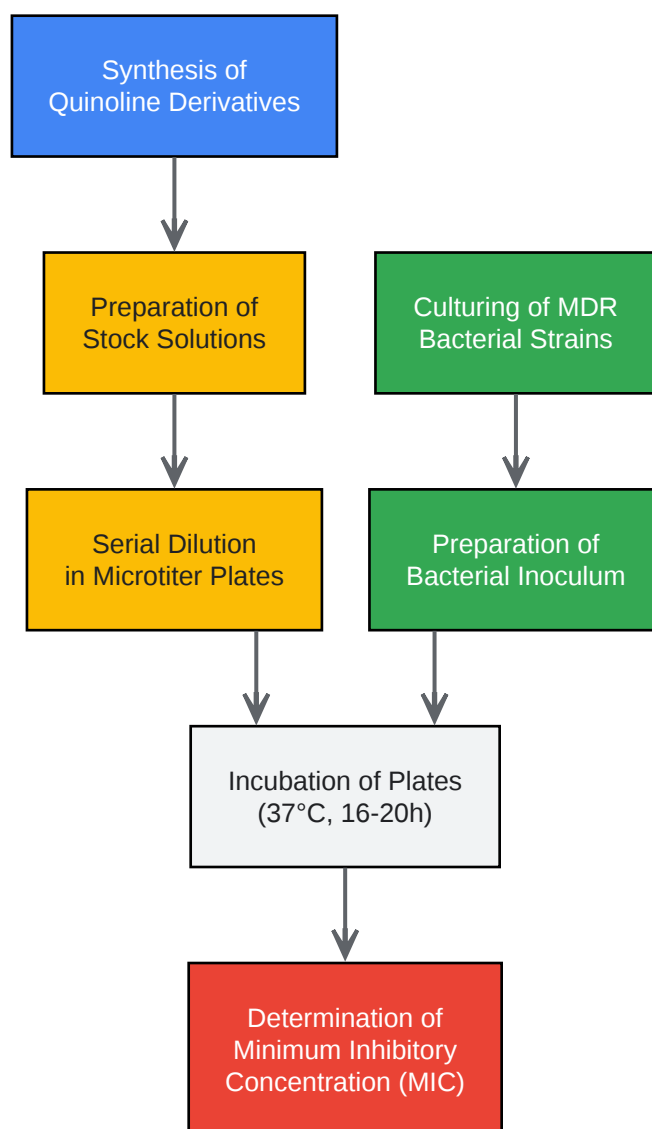 Synthesis of
Quinoline Derivatives
Preparation of
Stock Solutions
Culturing of MDR
Bacterial Strains
Serial Dilution
in Microtiter Plates
Preparation of
Bacterial Inoculum
Incubation of Plates
(37°C, 16-20h)
Determination of
Minimum Inhibitory
Concentration (MIC)